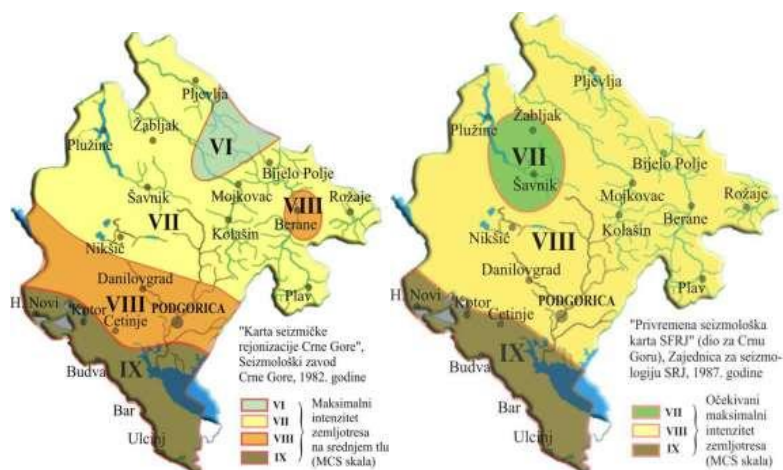 Pljevlja
Žabljak
Plužine
VI
Bijelo Polje
Šavnik
Mojkovac
VII
VIII
Rožaje
Berane
Kolašin
Nikšić
Danilovgrad
Plav
H. Novi
VIII
Kotor
PODGORICA
Cetinje
IX
Budva
Bar
Ulcinj
"Karta seizmičke
rejonizacije Crne Gore",
Seizmološki zavod
Crne Gore, 1982. godine
VI
VII
VIII
IX
Maksimalni
intenzitet
zemljotresa
na srednjem tlu
(MCS skala)
Pljevlja
Žabljak
Plužine
VII
Bijelo Polje
Šavnik
Mojkovac
Rožaje
Berane
Kolašin
VIII
Nikšić
Danilovgrad
Plav
H. Novi
Kotor
PODGORICA
Cetinje
IX
Budva
Bar
Ulcinj
"Privremena seizmološka
karta SFRJ" (dio za Crnu
Goru), Zajednica za seizmo-
logiju SRJ, 1987. godine
VII
VIII
IX
Očekivani
maksimalni
intenzitet
zemljotresa
(MCS skala)